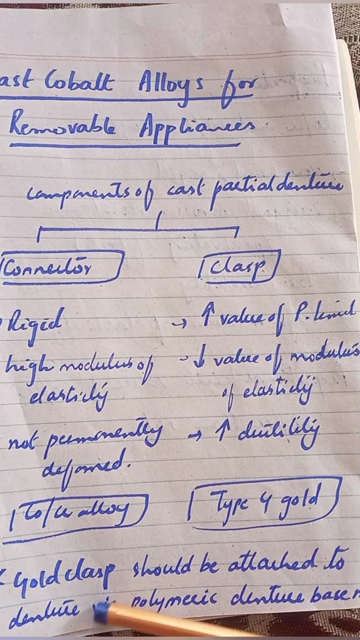 ast Cobalt Alloys for
Removable Appliances
components of cast partial denture
Connector
Clasp
Rigid
→ ↑ value of P. limit
high modulus of
elasticity
↓ value of modulus
of elasticity
not permanently
deformed.
→ ↑ ductility
Co/Cr alloy
Type 4 gold
Gold clasp should be attached to
denture polymeric denture base